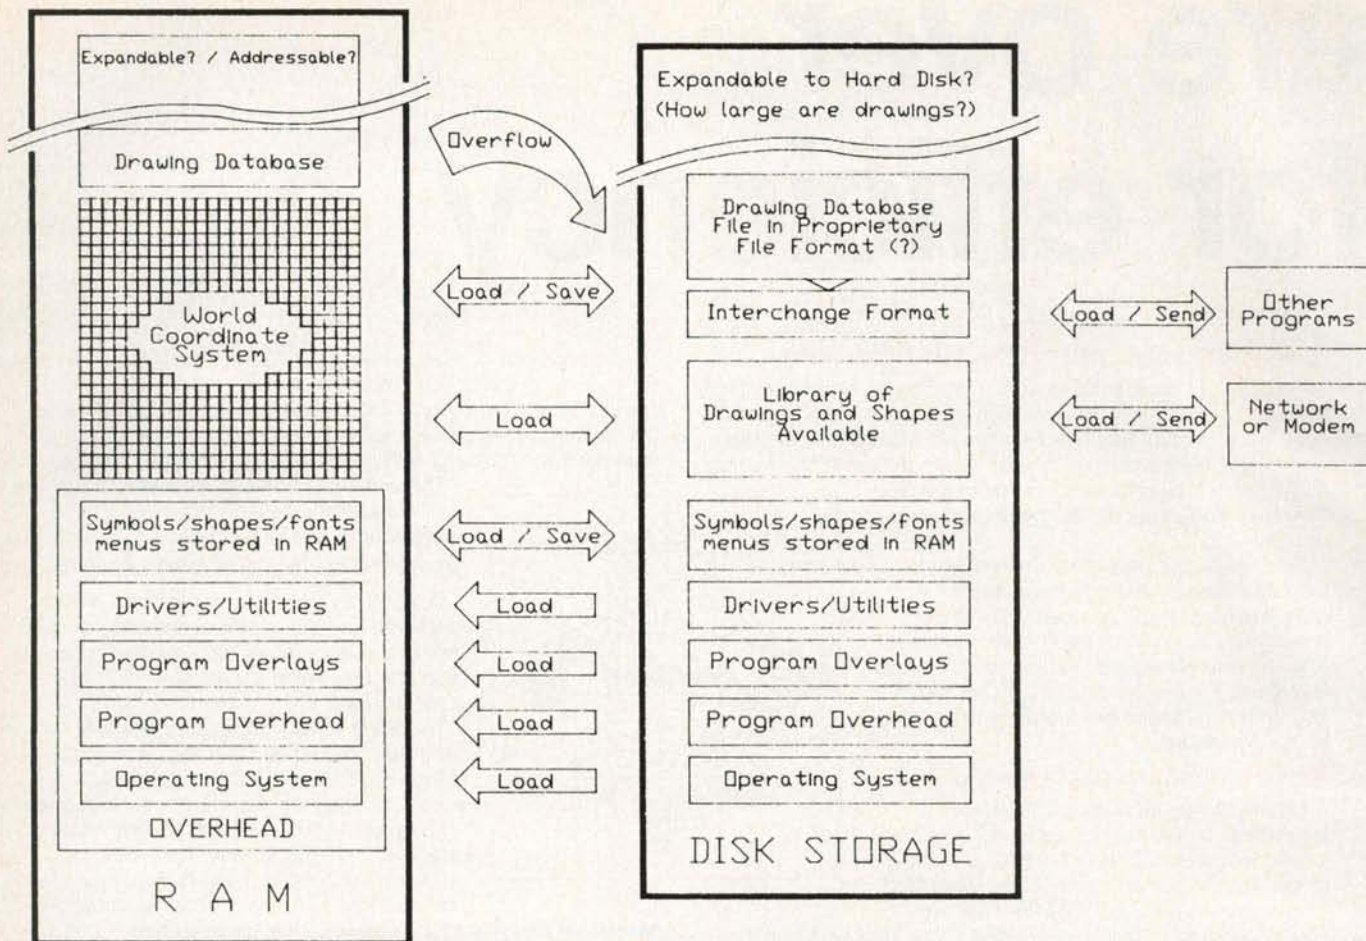 Expandable? / Addressable?
Drawing Database
World
Coordinate
System
Symbols/shapes/fonts
menus stored in RAM
Drivers/Utilities
Program Overlays
Program Overhead
Operating System
OVERHEAD
RAM
Overflow
Load / Save
Load
Load / Save
Load
Load
Load
Load
Expandable to Hard Disk?
(How large are drawings?)
Drawing Database
File in Proprietary
File Format (?)
Interchange Format
Library of
Drawings and Shapes
Available
Symbols/shapes/fonts
menus stored in RAM
Drivers/Utilities
Program Overlays
Program Overhead
Operating System
DISK STORAGE
Load / Send
Load / Send
Other
Programs
Network
or Modem